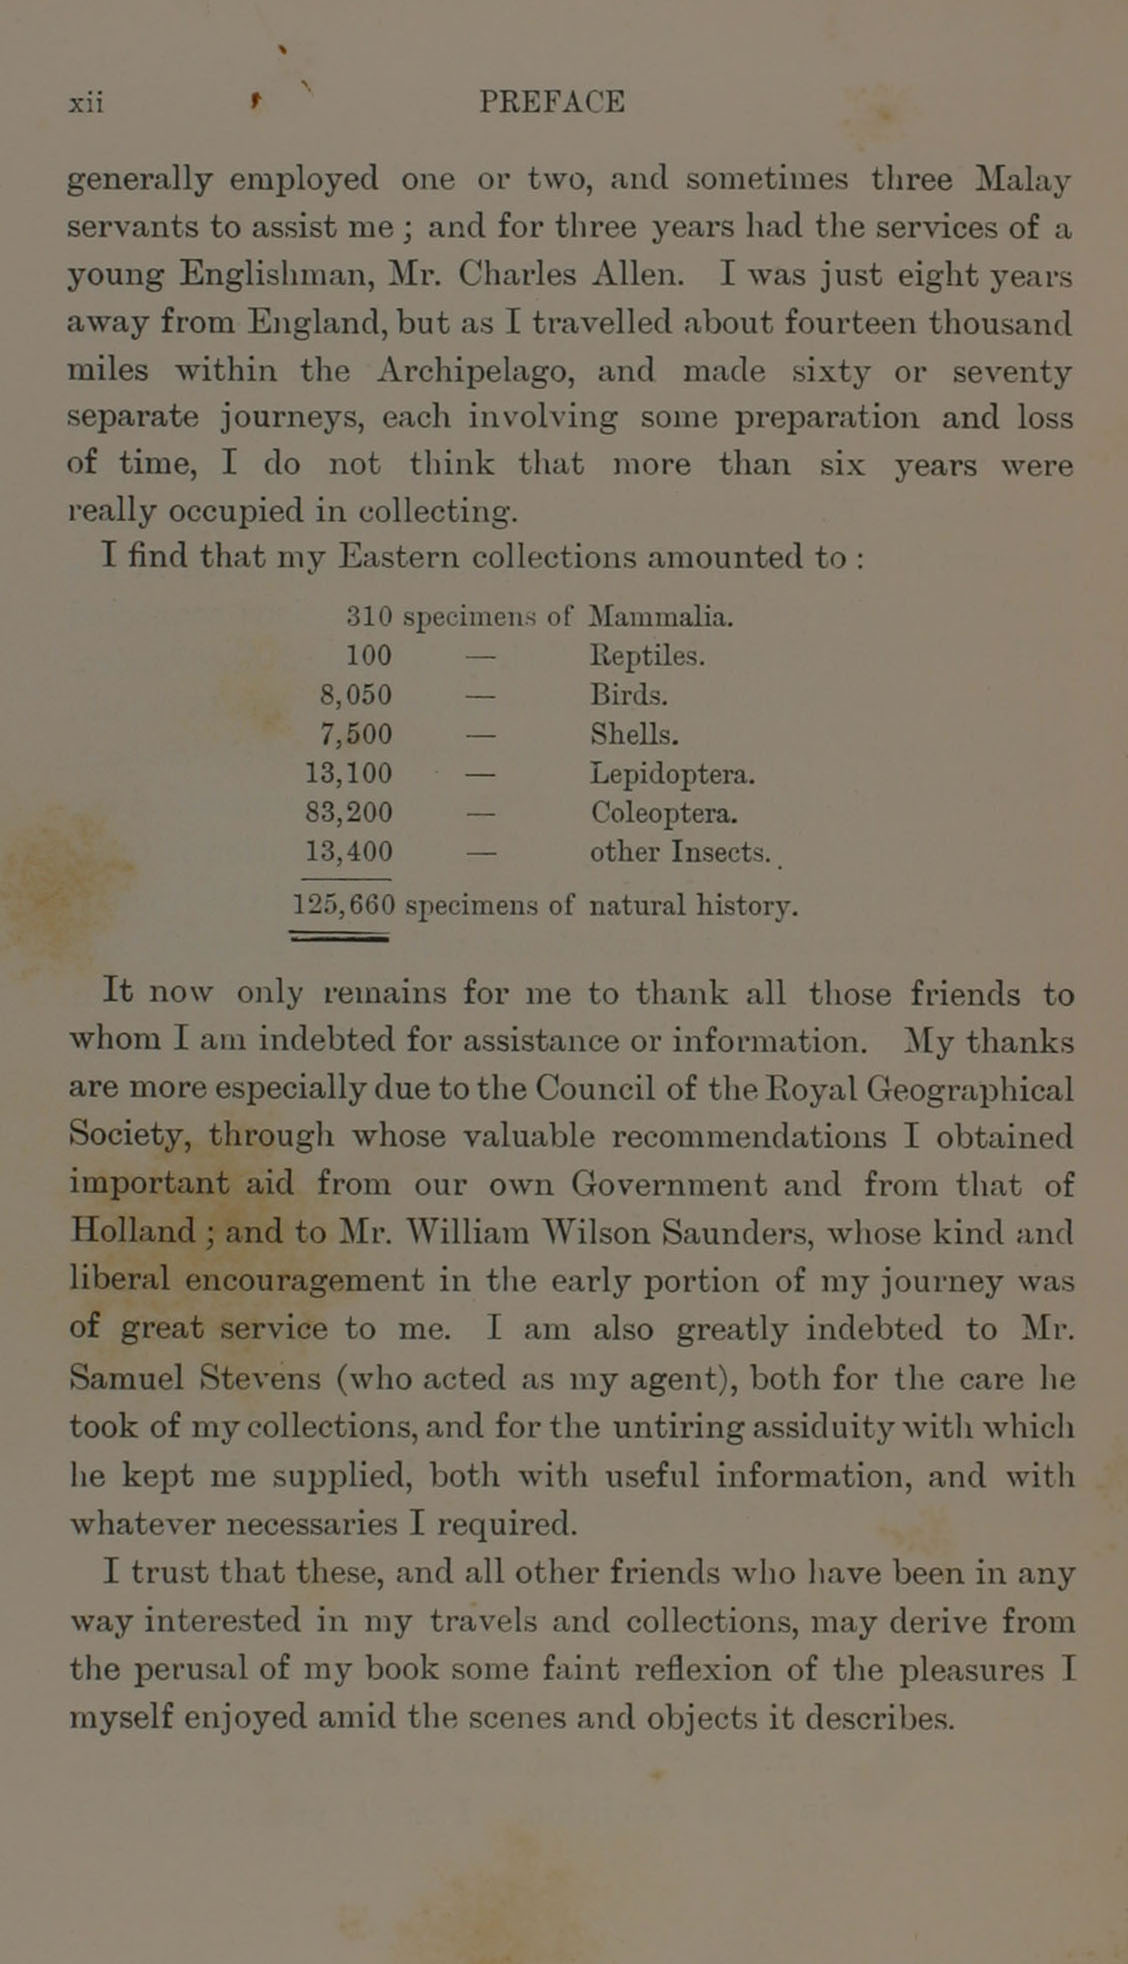 xii PREFACE
generally employed one or two, and sometimes three Malay
servants to assist me ; and for three years had the services of a
young Englishman, Mr. Charles Allen. I was just eight years
away from England, but as I travelled about fourteen thousand
miles within the Archipelago, and made sixty or seventy
separate journeys, each involving some preparation and loss
of time, I do not think that more than six years were
really occupied in collecting.
I find that my Eastern collections amounted to :
310 specimens of Mammalia.
100 — Reptiles.
8,050 — Birds.
7,500 — Shells.
13,100 — Lepidoptera.
83,200 — Coleoptera.
13,400 — other Insects.
125,660 specimens of natural history.
It now only remains for me to thank all those friends to
whom I am indebted for assistance or information. My thanks
are more especially due to the Council of the Royal Geographical
Society, through whose valuable recommendations I obtained
important aid from our own Government and from that of
Holland ; and to Mr. William Wilson Saunders, whose kind and
liberal encouragement in the early portion of my journey was
of great service to me. I am also greatly indebted to Mr.
Samuel Stevens (who acted as my agent), both for the care he
took of my collections, and for the untiring assiduity with which
he kept me supplied, both with useful information, and with
whatever necessaries I required.
I trust that these, and all other friends who have been in any
way interested in my travels and collections, may derive from
the perusal of my book some faint reflexion of the pleasures I
myself enjoyed amid the scenes and objects it describes.